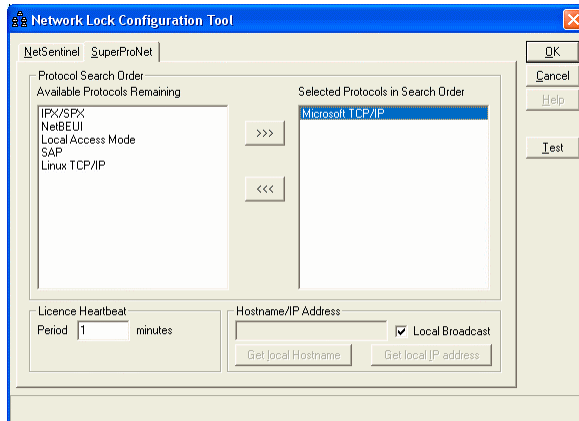 Network Lock Configuration Tool
NetSentinel SuperProNet
OK
Cancel
Help
Test
Protocol Search Order
Available Protocols Remaining
IPX/SPX
NetBEUI
Local Access Mode
SAP
Linux TCP/IP
>>>
<<<
Selected Protocols in Search Order
Microsoft TCP/IP
Licence Heartbeat
Period 1 minutes
Hostname/IP Address
Local Broadcast
Get local Hostname Get local IP address